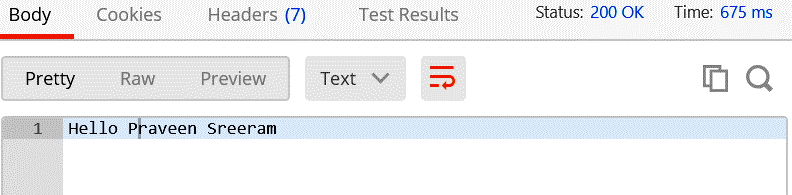 Body Cookies Headers (7) Test Results Status: 200 OK Time: 675 ms
Pretty Raw Preview Text
1 Hello Praveen Sreeram